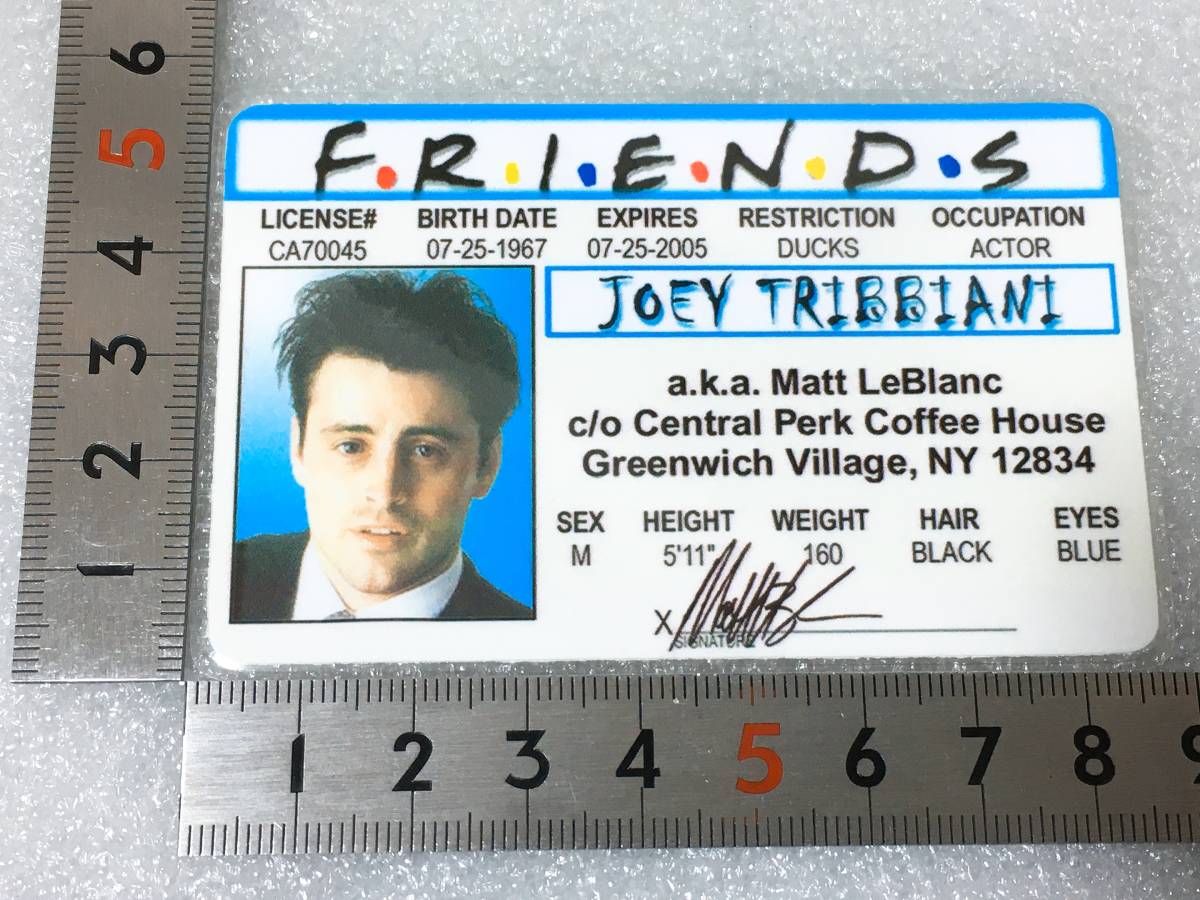 F.R.I.E.N.D.S
LICENSE# BIRTH DATE EXPIRES RESTRICTION OCCUPATION
CA70045 07-25-1967 07-25-2005 DUCKS ACTOR
JOEY TRIBBIANI
a.k.a. Matt LeBlanc
c/o Central Perk Coffee House
Greenwich Village, NY 12834
SEX HEIGHT WEIGHT HAIR EYES
M 5'11" 160 BLACK BLUE
X
SIGNATURE
6
5
4
3
2
1
1 2 3 4 5 6 7 8 9